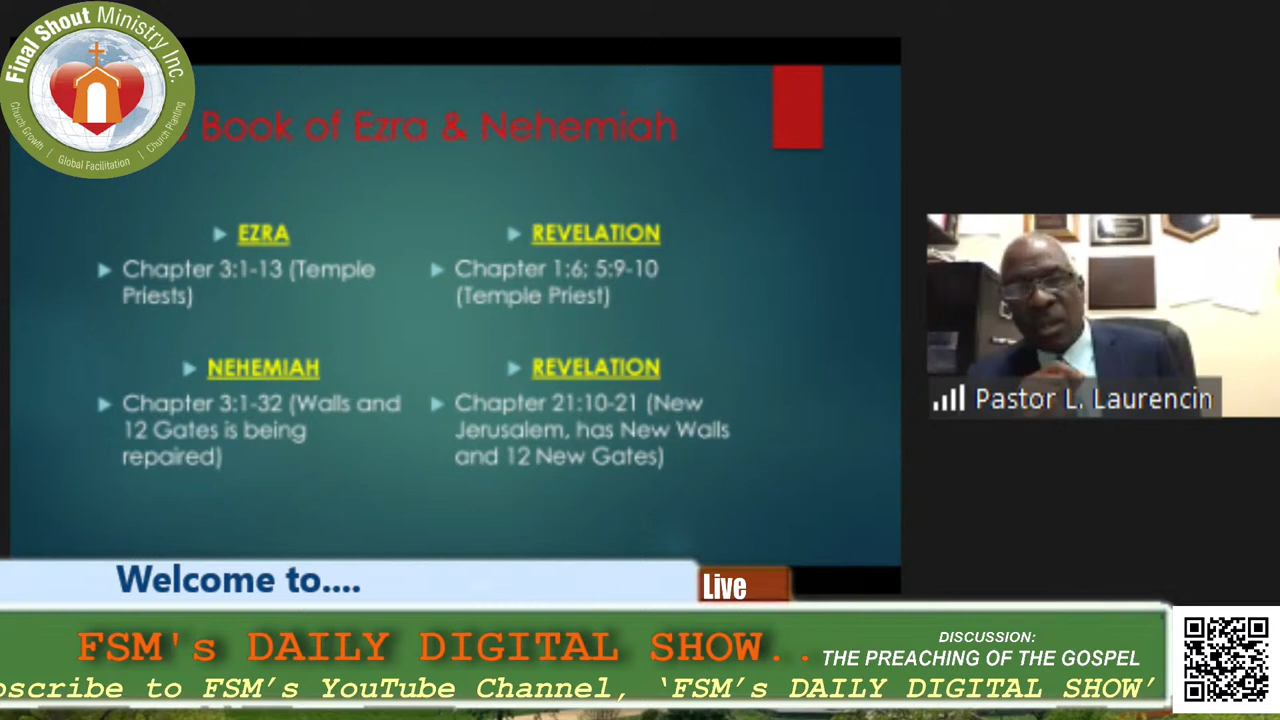 Final Shout Ministry Inc.
Church Growth | Global Facilitation | Church Planting
Book of Ezra & Nehemiah
EZRA
Chapter 3:1-13 (Temple
Priests)
REVELATION
Chapter 1:6; 5:9-10
(Temple Priest)
NEHEMIAH
Chapter 3:1-32 (Walls and
12 Gates is being
repaired)
REVELATION
Chapter 21:10-21 (New
Jerusalem, has New Walls
and 12 New Gates)
Pastor L. Laurencin
Welcome to....
Live
FSM's DAILY DIGITAL SHOW..
DISCUSSION:
THE PREACHING OF THE GOSPEL
bscribe to FSM's YouTube Channel, ‘FSM's DAILY DIGITAL SHOW’